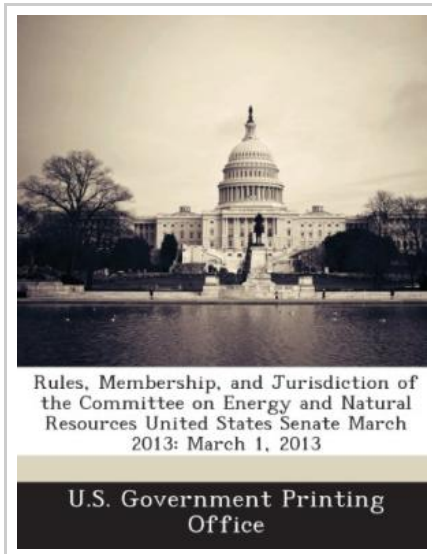 Rules, Membership, and Jurisdiction of
the Committee on Energy and Natural
Resources United States Senate March
2013: March 1, 2013
U.S. Government Printing
Office